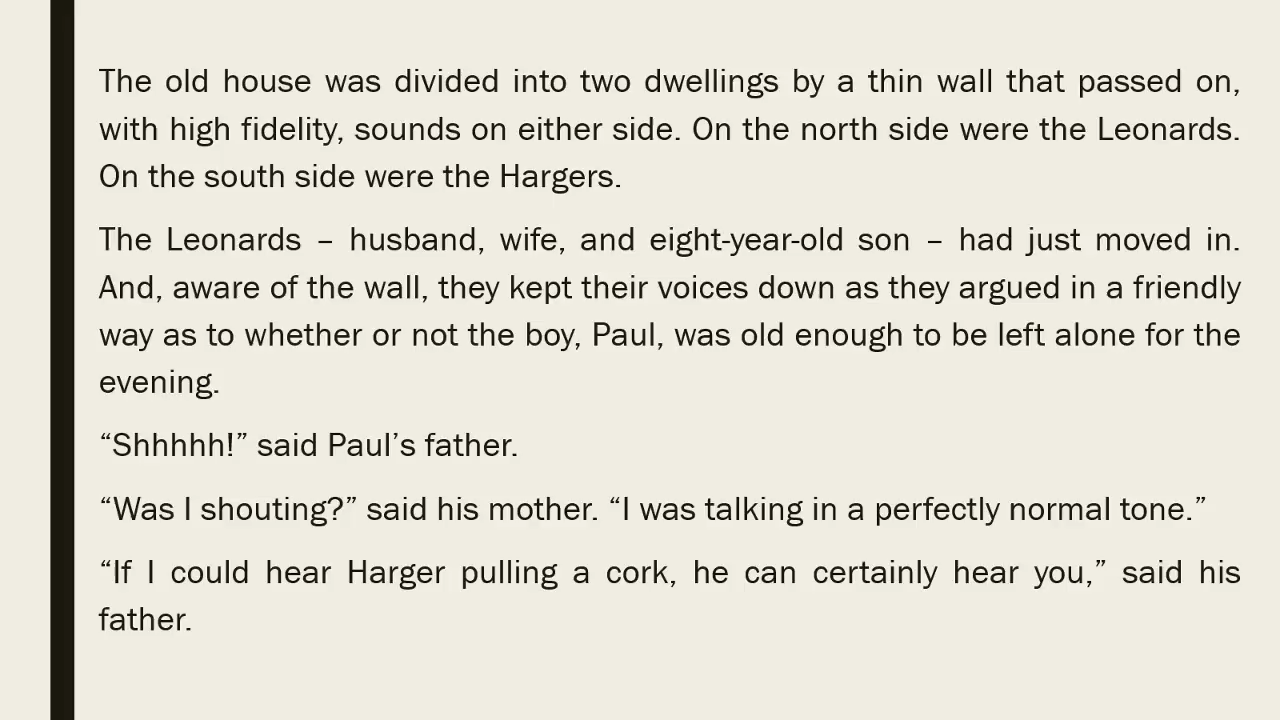 The old house was divided into two dwellings by a thin wall that passed on,
with high fidelity, sounds on either side. On the north side were the Leonards.
On the south side were the Hargers.
The Leonards – husband, wife, and eight-year-old son – had just moved in.
And, aware of the wall, they kept their voices down as they argued in a friendly
way as to whether or not the boy, Paul, was old enough to be left alone for the
evening.
“Shhhhh!” said Paul’s father.
“Was I shouting?” said his mother. “I was talking in a perfectly normal tone.”
“If I could hear Harger pulling a cork, he can certainly hear you,” said his
father.